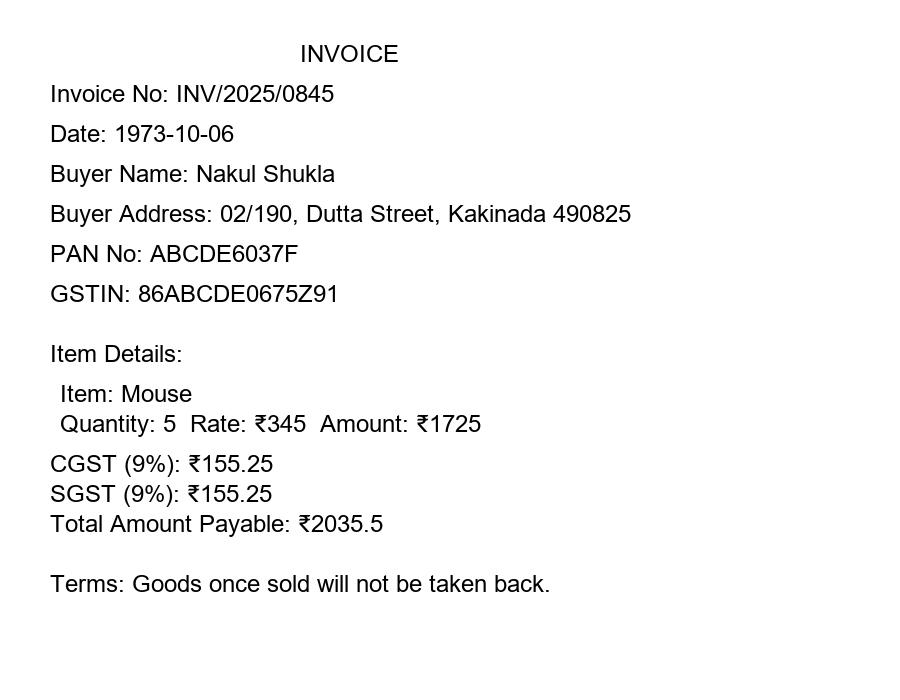 INVOICE
Invoice No: INV/2025/0845
Date: 1973-10-06
Buyer Name: Nakul Shukla
Buyer Address: 02/190, Dutta Street, Kakinada 490825
PAN No: ABCDE6037F
GSTIN: 86ABCDE0675Z91
Item Details:
Item: Mouse
Quantity: 5  Rate: ₹345  Amount: ₹1725
CGST (9%): ₹155.25
SGST (9%): ₹155.25
Total Amount Payable: ₹2035.5
Terms: Goods once sold will not be taken back.